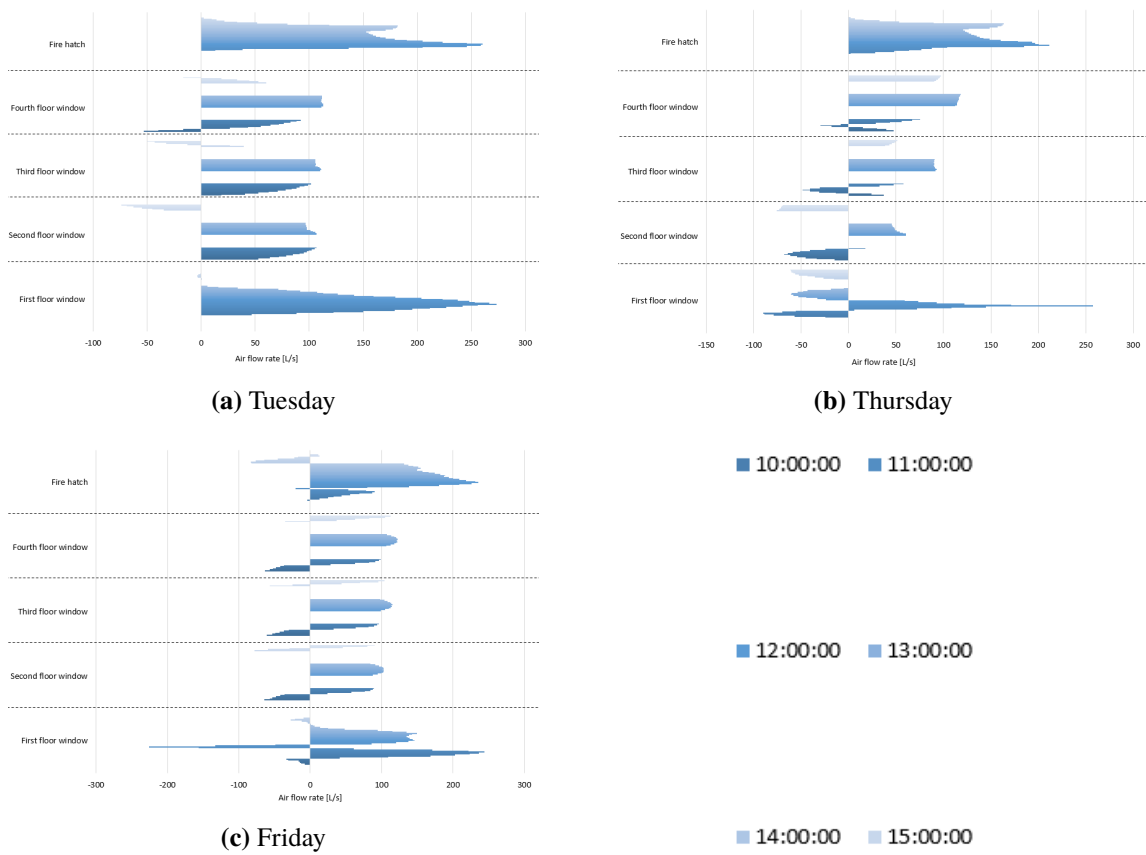 Fire hatch
Fourth floor window
Third floor window
Second floor window
First floor window
-100 -50 0 50 100 150 200 250 300
Air flow rate [L/s]
(a) Tuesday
Fire hatch
Fourth floor window
Third floor window
Second floor window
First floor window
-150 -100 -50 0 50 100 150 200 250 300
Air flow rate [L/s]
(b) Thursday
Fire hatch
Fourth floor window
Third floor window
Second floor window
First floor window
-300 -200 -100 0 100 200 300
Air flow rate [L/s]
(c) Friday
10:00:00 11:00:00
12:00:00 13:00:00
14:00:00 15:00:00